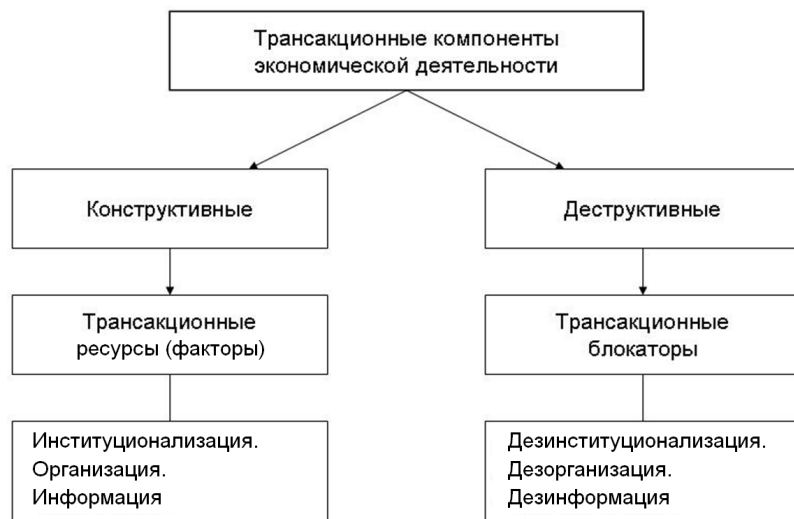 Трансакционные компоненты
экономической деятельности
Конструктивные
Деструктивные
Трансакционные
ресурсы (факторы)
Трансакционные
блокаторы
Институционализация.
Организация.
Информация
Дезинституционализация.
Дезорганизация.
Дезинформация